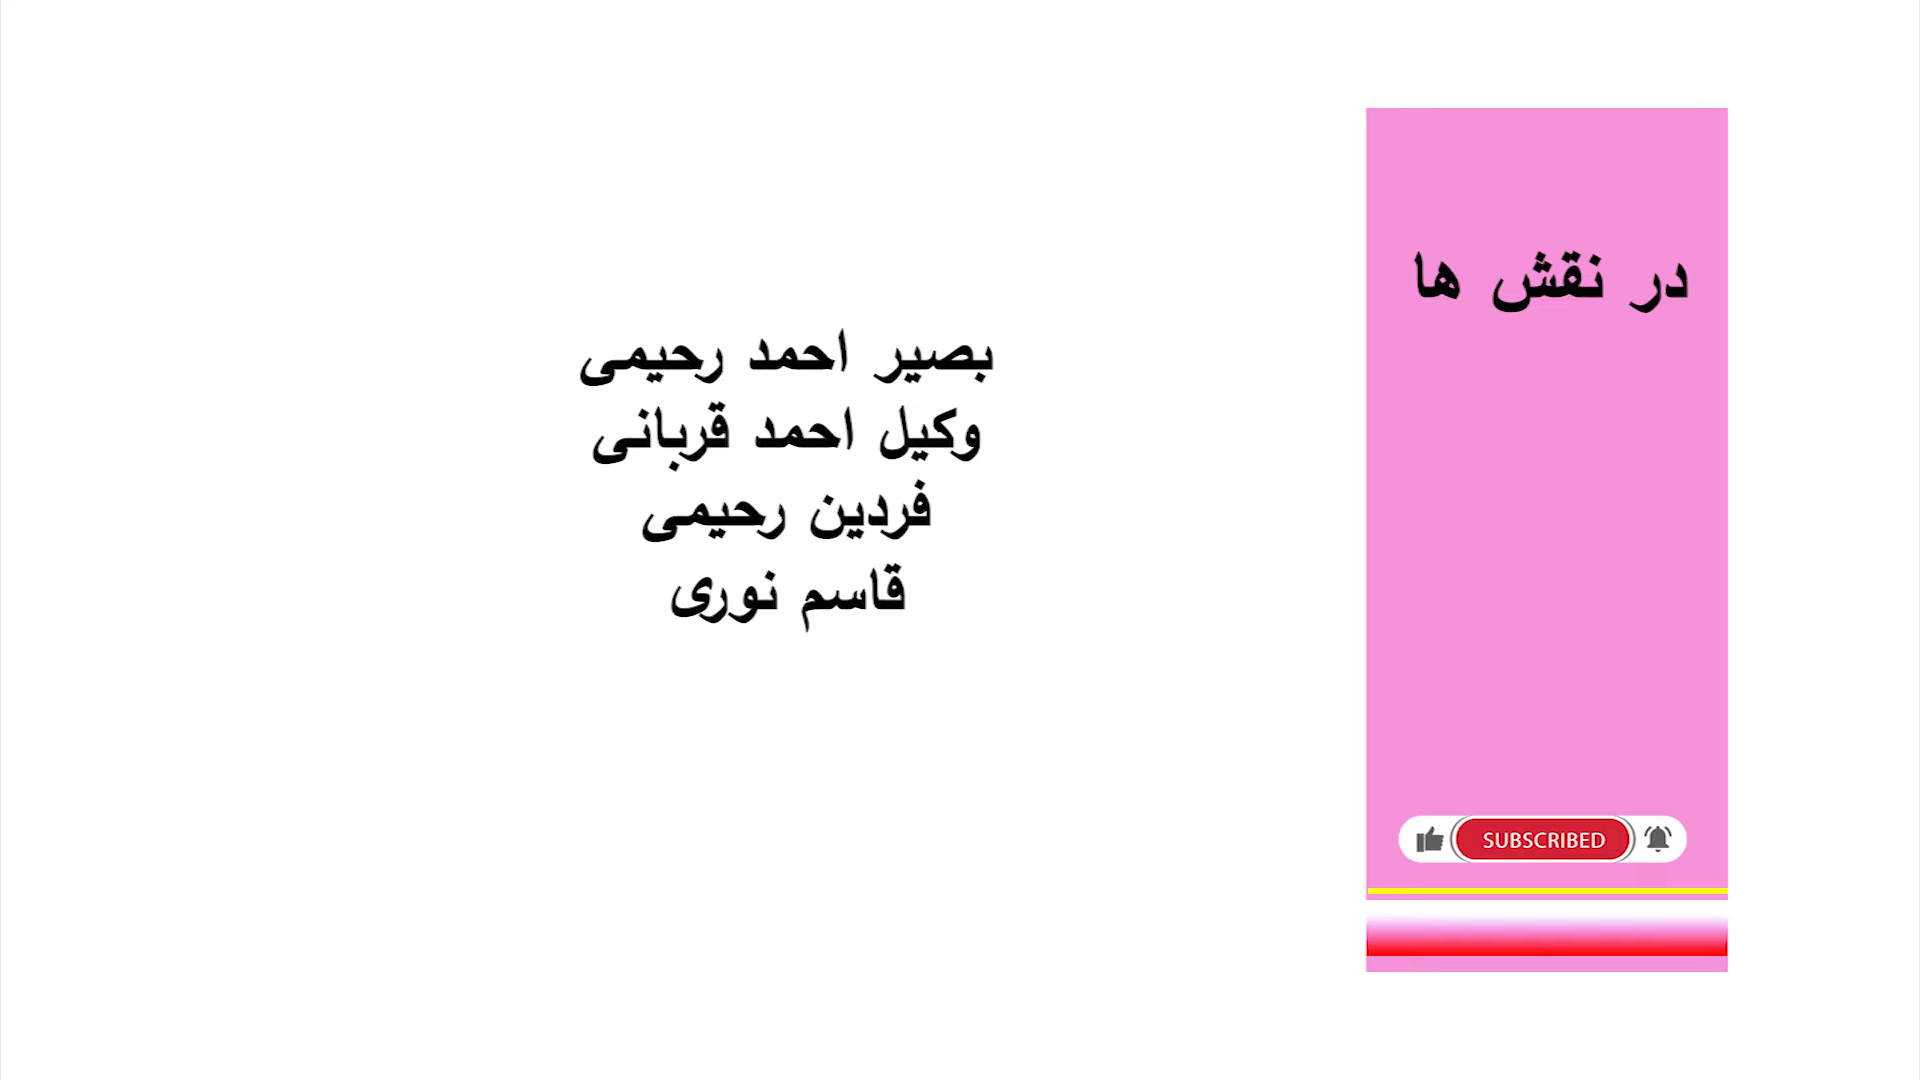 در نقش ها
بصیر احمد رحیمی
وکیل احمد قربانی
فردین رحیمی
قاسم نوری
SUBSCRIBED